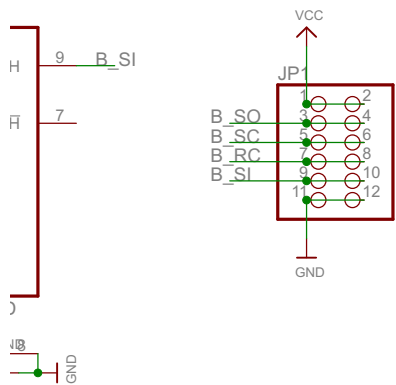 VCC
9 B_SI
H
JP1
1 2
7
H
B_SO 3 4
B_SC 5 6
B_RC 7 8
B_SI 9 10
11 12
GND
8
GND